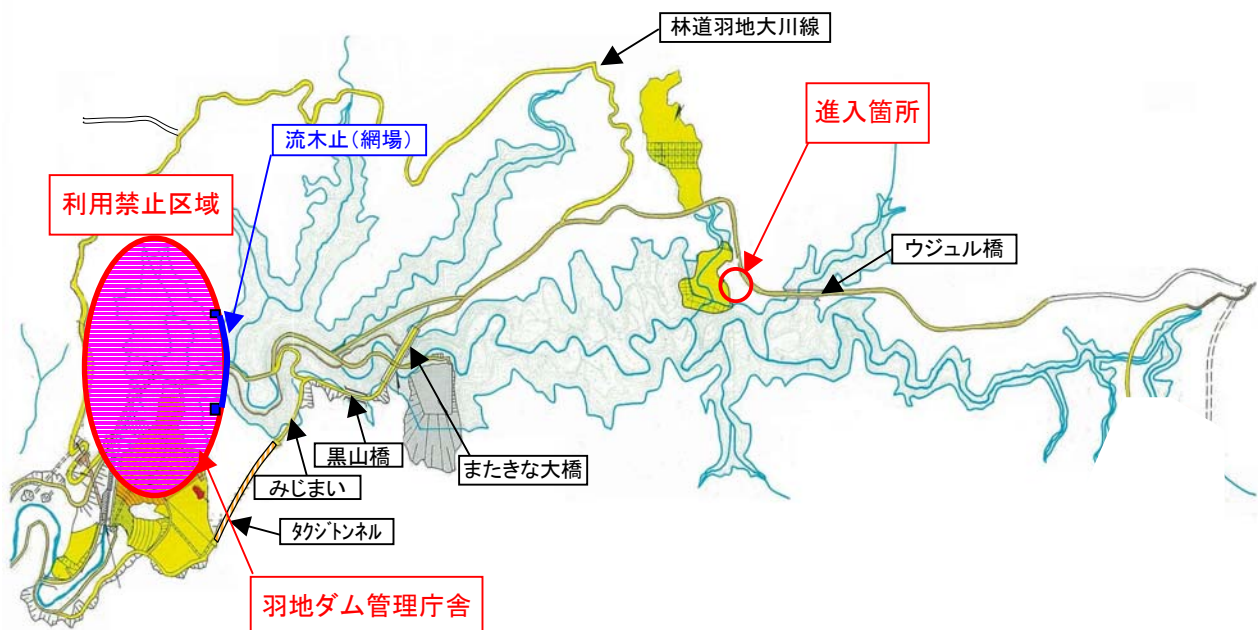 林道羽地大川線
進入箇所
流木止(網場)
利用禁止区域
ウジュル橋
黒山橋
またきな大橋
みじまい
タクジトンネル
羽地ダム管理庁舎